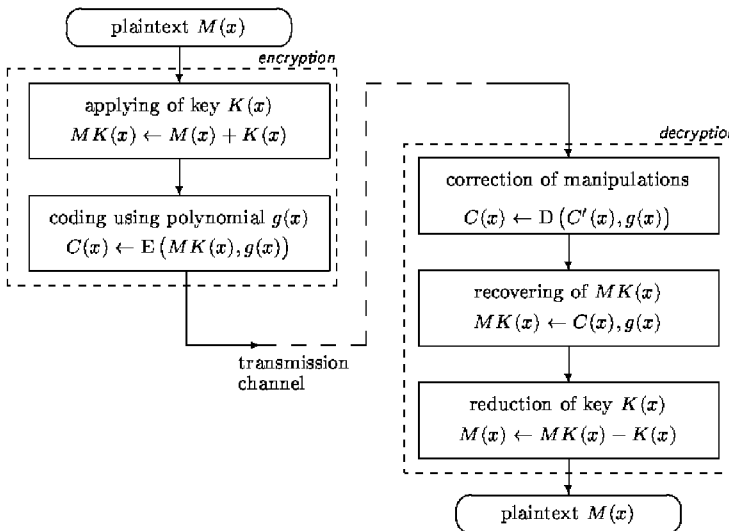 plaintext M(x)
encryption
applying of key K(x)
MK(x) ← M(x) + K(x)
coding using polynomial g(x)
C(x) ← E (MK(x), g(x))
transmission
channel
decryption
correction of manipulations
C(x) ← D (C′(x), g(x))
recovering of MK(x)
MK(x) ← C(x), g(x)
reduction of key K(x)
M(x) ← MK(x) − K(x)
plaintext M(x)